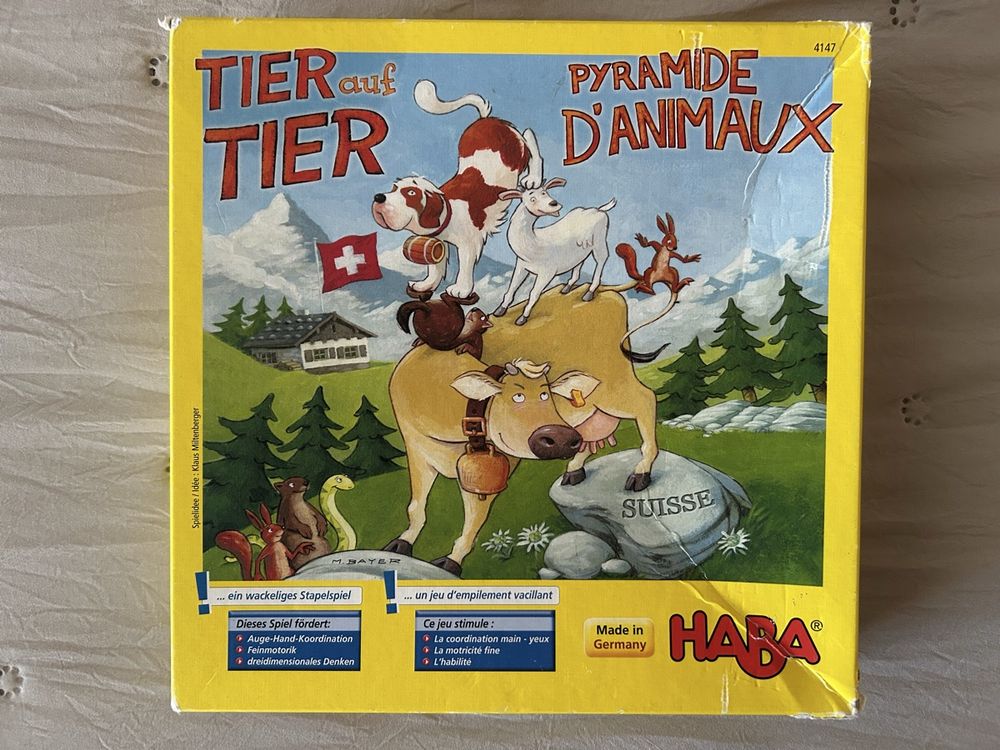 4147
TIER auf
TIER
PYRAMIDE
D'ANIMAUX
Spielidee / Idée : Klaus Miltenberger
SUISSE
M. BAYER
! ... ein wackeliges Stapelspiel
Dieses Spiel fördert:
Auge-Hand-Koordination
Feinmotorik
dreidimensionales Denken
! ... un jeu d'empilement vacillant
Ce jeu stimule :
La coordination main - yeux
La motricité fine
L'habilité
Made in
Germany
HABA®